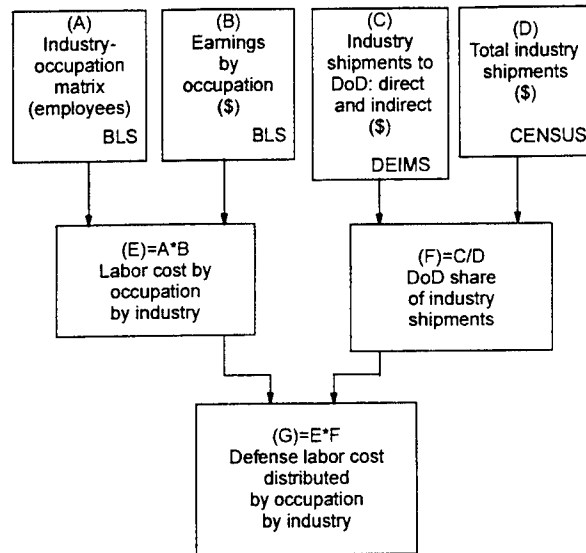 (A)
Industry-
occupation
matrix
(employees)
BLS
(B)
Earnings
by
occupation
($)
BLS
(C)
Industry
shipments to
DoD: direct
and indirect
($)
DEIMS
(D)
Total industry
shipments
($)
CENSUS
(E)=A*B
Labor cost by
occupation
by industry
(F)=C/D
DoD share
of industry
shipments
(G)=E*F
Defense labor cost
distributed
by occupation
by industry